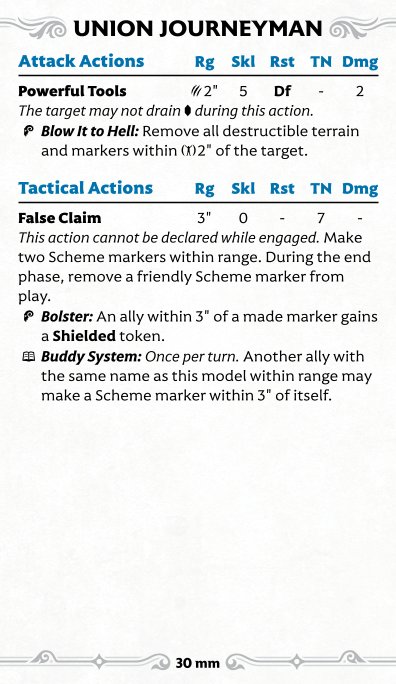 UNION JOURNEYMAN
Attack Actions Rg Skl Rst TN Dmg
Powerful Tools 2" 5 Df - 2
The target may not drain during this action.
Blow It to Hell: Remove all destructible terrain
and markers within 2" of the target.
Tactical Actions Rg Skl Rst TN Dmg
False Claim 3" 0 - 7 -
This action cannot be declared while engaged. Make
two Scheme markers within range. During the end
phase, remove a friendly Scheme marker from
play.
Bolster: An ally within 3" of a made marker gains
a Shielded token.
Buddy System: Once per turn. Another ally with
the same name as this model within range may
make a Scheme marker within 3" of itself.
30 mm